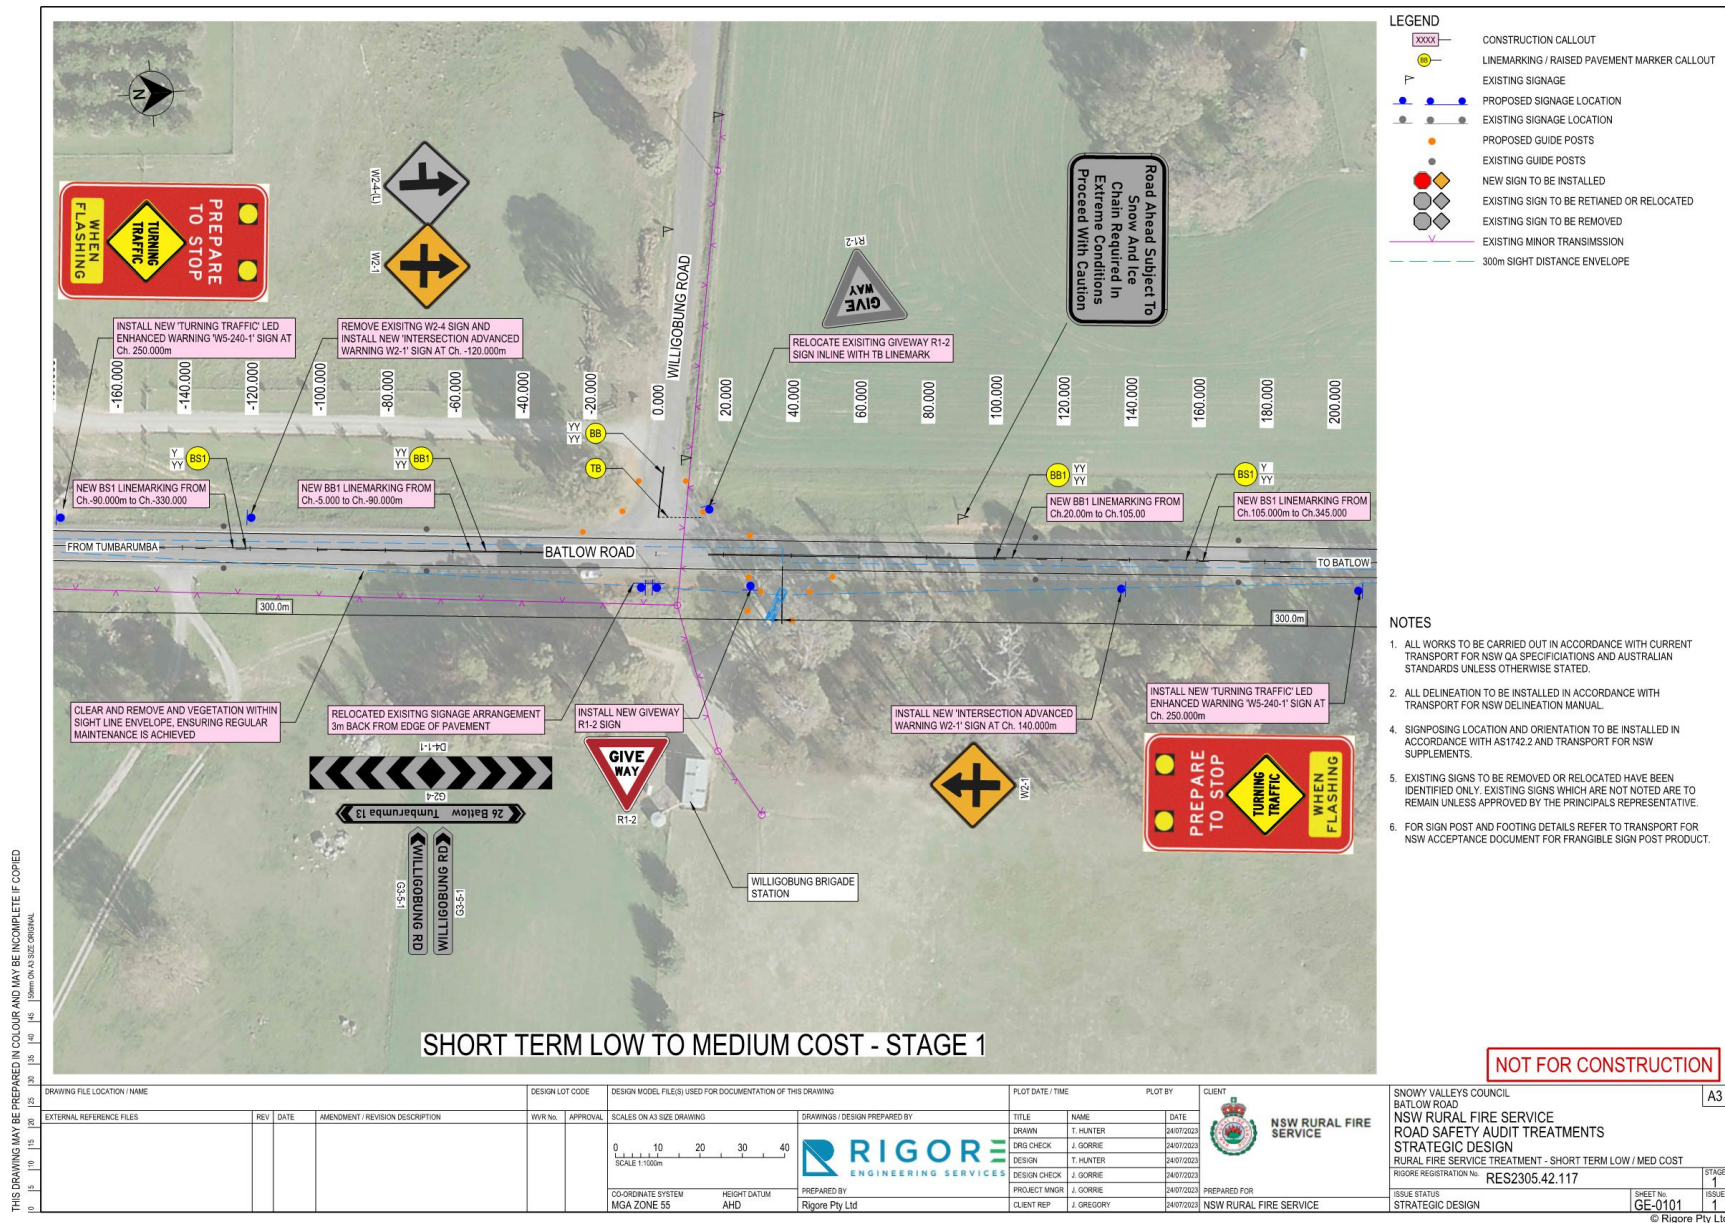 THIS DRAWING MAY BE PREPARED IN COLOUR AND MAY BE INCOMPLETE IF COPIED
0 5 10 15 20 25 30 35 40 45 50mm ON A3 SIZE ORIGINAL
N
PREPARE
TO STOP
TURNING
TRAFFIC
WHEN
FLASHING
W2-4-(L)
W2-1
INSTALL NEW 'TURNING TRAFFIC' LED
ENHANCED WARNING 'W5-240-1' SIGN AT
Ch. 250.000m
REMOVE EXISITNG W2-4 SIGN AND
INSTALL NEW 'INTERSECTION ADVANCED
WARNING W2-1' SIGN AT Ch. -120.000m
WILLIGOBUNG ROAD
R1-2
GIVE
WAY
RELOCATE EXISITING GIVEWAY R1-2
SIGN INLINE WITH TB LINEMARK
Road Ahead Subject To
Snow And Ice
Chain Required In
Extreme Conditions
Proceed With Caution
-160.000
-140.000
-120.000
-100.000
-80.000
-60.000
-40.000
-20.000
0.000
20.000
40.000
60.000
80.000
100.000
120.000
140.000
160.000
180.000
200.000
Y
YY
BS1
YY
YY
BB1
YY
YY
BB
TB
BB1
YY
YY
BS1
Y
YY
NEW BS1 LINEMARKING FROM
Ch.-90.000m to Ch.-330.000
NEW BB1 LINEMARKING FROM
Ch.-5.000 to Ch.-90.000m
NEW BB1 LINEMARKING FROM
Ch.20.00m to Ch.105.00
NEW BS1 LINEMARKING FROM
Ch.105.000m to Ch.345.000
FROM TUMBARUMBA
BATLOW ROAD
TO BATLOW
300.0m
300.0m
CLEAR AND REMOVE AND VEGETATION WITHIN
SIGHT LINE ENVELOPE, ENSURING REGULAR
MAINTENANCE IS ACHIEVED
RELOCATED EXISITNG SIGNAGE ARRANGEMENT
3m BACK FROM EDGE OF PAVEMENT
INSTALL NEW GIVEWAY
R1-2 SIGN
INSTALL NEW 'INTERSECTION ADVANCED
WARNING W2-1' SIGN AT Ch. 140.000m
INSTALL NEW 'TURNING TRAFFIC' LED
ENHANCED WARNING 'W5-240-1' SIGN AT
Ch. 250.000m
D4-1-1
G2-4
26 Batlow Tumbarumba 13
G3-5-1
WILLIGOBUNG RD
WILLIGOBUNG RD
G3-5-1
GIVE
WAY
R1-2
W2-1
PREPARE
TO STOP
TURNING
TRAFFIC
WHEN
FLASHING
WILLIGOBUNG BRIGADE
STATION
SHORT TERM LOW TO MEDIUM COST - STAGE 1
LEGEND
XXXX CONSTRUCTION CALLOUT
BB LINEMARKING / RAISED PAVEMENT MARKER CALLOUT
EXISTING SIGNAGE
PROPOSED SIGNAGE LOCATION
EXISTING SIGNAGE LOCATION
PROPOSED GUIDE POSTS
EXISTING GUIDE POSTS
NEW SIGN TO BE INSTALLED
EXISTING SIGN TO BE RETIANED OR RELOCATED
EXISTING SIGN TO BE REMOVED
EXISTING MINOR TRANSIMSSION
300m SIGHT DISTANCE ENVELOPE
NOTES
1. ALL WORKS TO BE CARRIED OUT IN ACCORDANCE WITH CURRENT
TRANSPORT FOR NSW QA SPECIFICIATIONS AND AUSTRALIAN
STANDARDS UNLESS OTHERWISE STATED.
2. ALL DELINEATION TO BE INSTALLED IN ACCORDANCE WITH
TRANSPORT FOR NSW DELINEATION MANUAL.
4. SIGNPOSING LOCATION AND ORIENTATION TO BE INSTALLED IN
ACCORDANCE WITH AS1742.2 AND TRANSPORT FOR NSW
SUPPLEMENTS.
5. EXISTING SIGNS TO BE REMOVED OR RELOCATED HAVE BEEN
IDENTIFIED ONLY. EXISTING SIGNS WHICH ARE NOT NOTED ARE TO
REMAIN UNLESS APPROVED BY THE PRINCIPALS REPRESENTATIVE.
6. FOR SIGN POST AND FOOTING DETAILS REFER TO TRANSPORT FOR
NSW ACCEPTANCE DOCUMENT FOR FRANGIBLE SIGN POST PRODUCT.
NOT FOR CONSTRUCTION
DRAWING FILE LOCATION / NAME
DESIGN LOT CODE
DESIGN MODEL FILE(S) USED FOR DOCUMENTATION OF THIS DRAWING
PLOT DATE / TIME PLOT BY
EXTERNAL REFERENCE FILES REV DATE AMENDMENT / REVISION DESCRIPTION WVR No. APPROVAL
SCALES ON A3 SIZE DRAWING
0 10 20 30 40
SCALE 1:1000m
CO-ORDINATE SYSTEM HEIGHT DATUM
MGA ZONE 55 AHD
DRAWINGS / DESIGN PREPARED BY
RIGORE
ENGINEERING SERVICES
PREPARED BY
Rigore Pty Ltd
TITLE NAME DATE
DRAWN T. HUNTER 24/07/2023
DRG CHECK J. GORRIE 24/07/2023
DESIGN T. HUNTER 24/07/2023
DESIGN CHECK J. GORRIE 24/07/2023
PROJECT MNGR J. GORRIE 24/07/2023
CLIENT REP J. GREGORY 24/07/2023
CLIENT
NSW RURAL FIRE
SERVICE
PREPARED FOR
NSW RURAL FIRE SERVICE
SNOWY VALLEYS COUNCIL
BATLOW ROAD
NSW RURAL FIRE SERVICE
ROAD SAFETY AUDIT TREATMENTS
STRATEGIC DESIGN
RURAL FIRE SERVICE TREATMENT - SHORT TERM LOW / MED COST
A3
RIGORE REGISTRATION No. RES2305.42.117
STAGE
1
ISSUE STATUS
STRATEGIC DESIGN
SHEET No.
GE-0101
ISSUE
1
© Rigore Pty Ltd